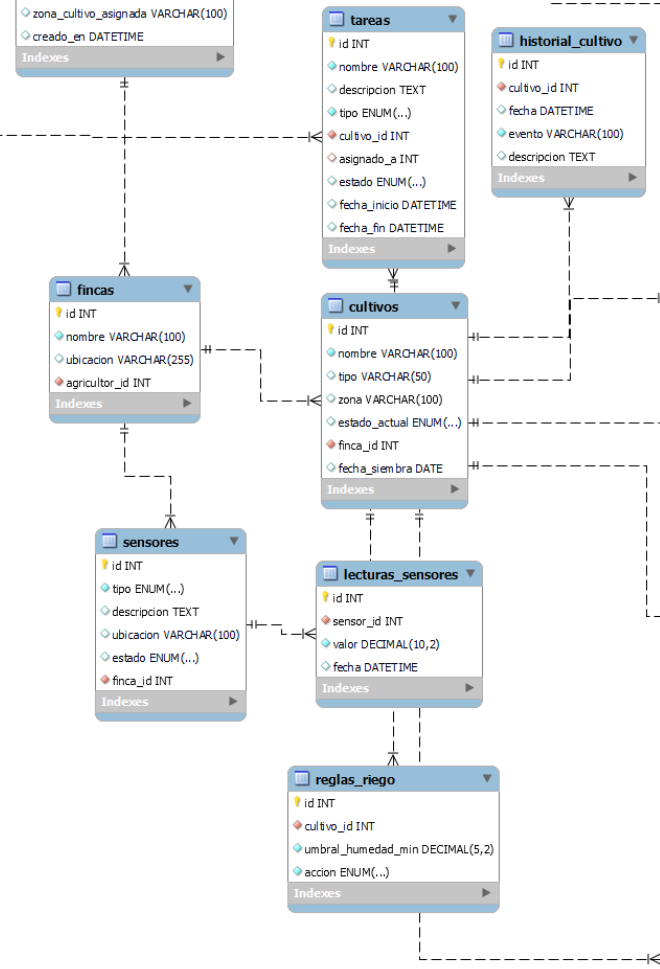 zona_cultivo_asignada VARCHAR(100)
creado_en DATETIME
Indexes
tareas
id INT
nombre VARCHAR(100)
descripcion TEXT
tipo ENUM(...)
cultivo_id INT
asignado_a INT
estado ENUM(...)
fecha_inicio DATETIME
fecha_fin DATETIME
Indexes
historial_cultivo
id INT
cultivo_id INT
fecha DATETIME
evento VARCHAR(100)
descripcion TEXT
Indexes
fincas
id INT
nombre VARCHAR(100)
ubicacion VARCHAR(255)
agricultor_id INT
Indexes
cultivos
id INT
nombre VARCHAR(100)
tipo VARCHAR(50)
zona VARCHAR(100)
estado_actual ENUM(...)
finca_id INT
fecha_siembra DATE
Indexes
sensores
id INT
tipo ENUM(...)
descripcion TEXT
ubicacion VARCHAR(100)
estado ENUM(...)
finca_id INT
Indexes
lecturas_sensores
id INT
sensor_id INT
valor DECIMAL(10,2)
fecha DATETIME
Indexes
reglas_riego
id INT
cultivo_id INT
umbral_humedad_min DECIMAL(5,2)
accion ENUM(...)
Indexes